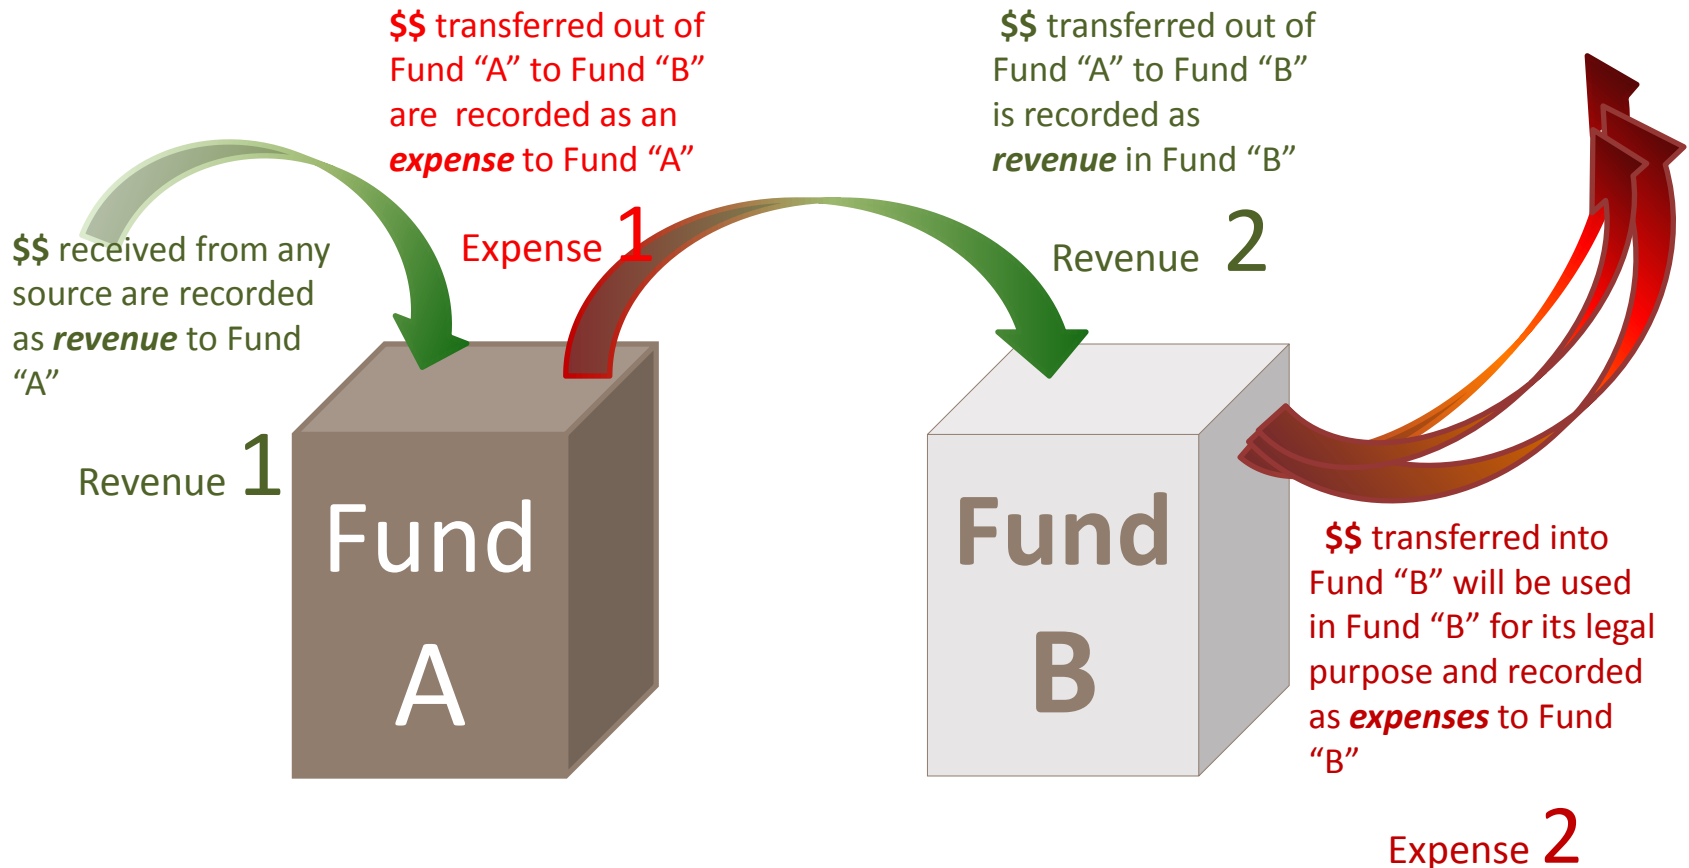 $$ received from any
source are recorded
as revenue to Fund
“A”
Revenue 1
$$ transferred out of
Fund “A” to Fund “B”
are recorded as an
expense to Fund “A”
Expense 1
Fund
A
$$ transferred out of
Fund “A” to Fund “B”
is recorded as
revenue in Fund “B”
Revenue 2
Fund
B
$$ transferred into
Fund “B” will be used
in Fund “B” for its legal
purpose and recorded
as expenses to Fund
“B”
Expense 2